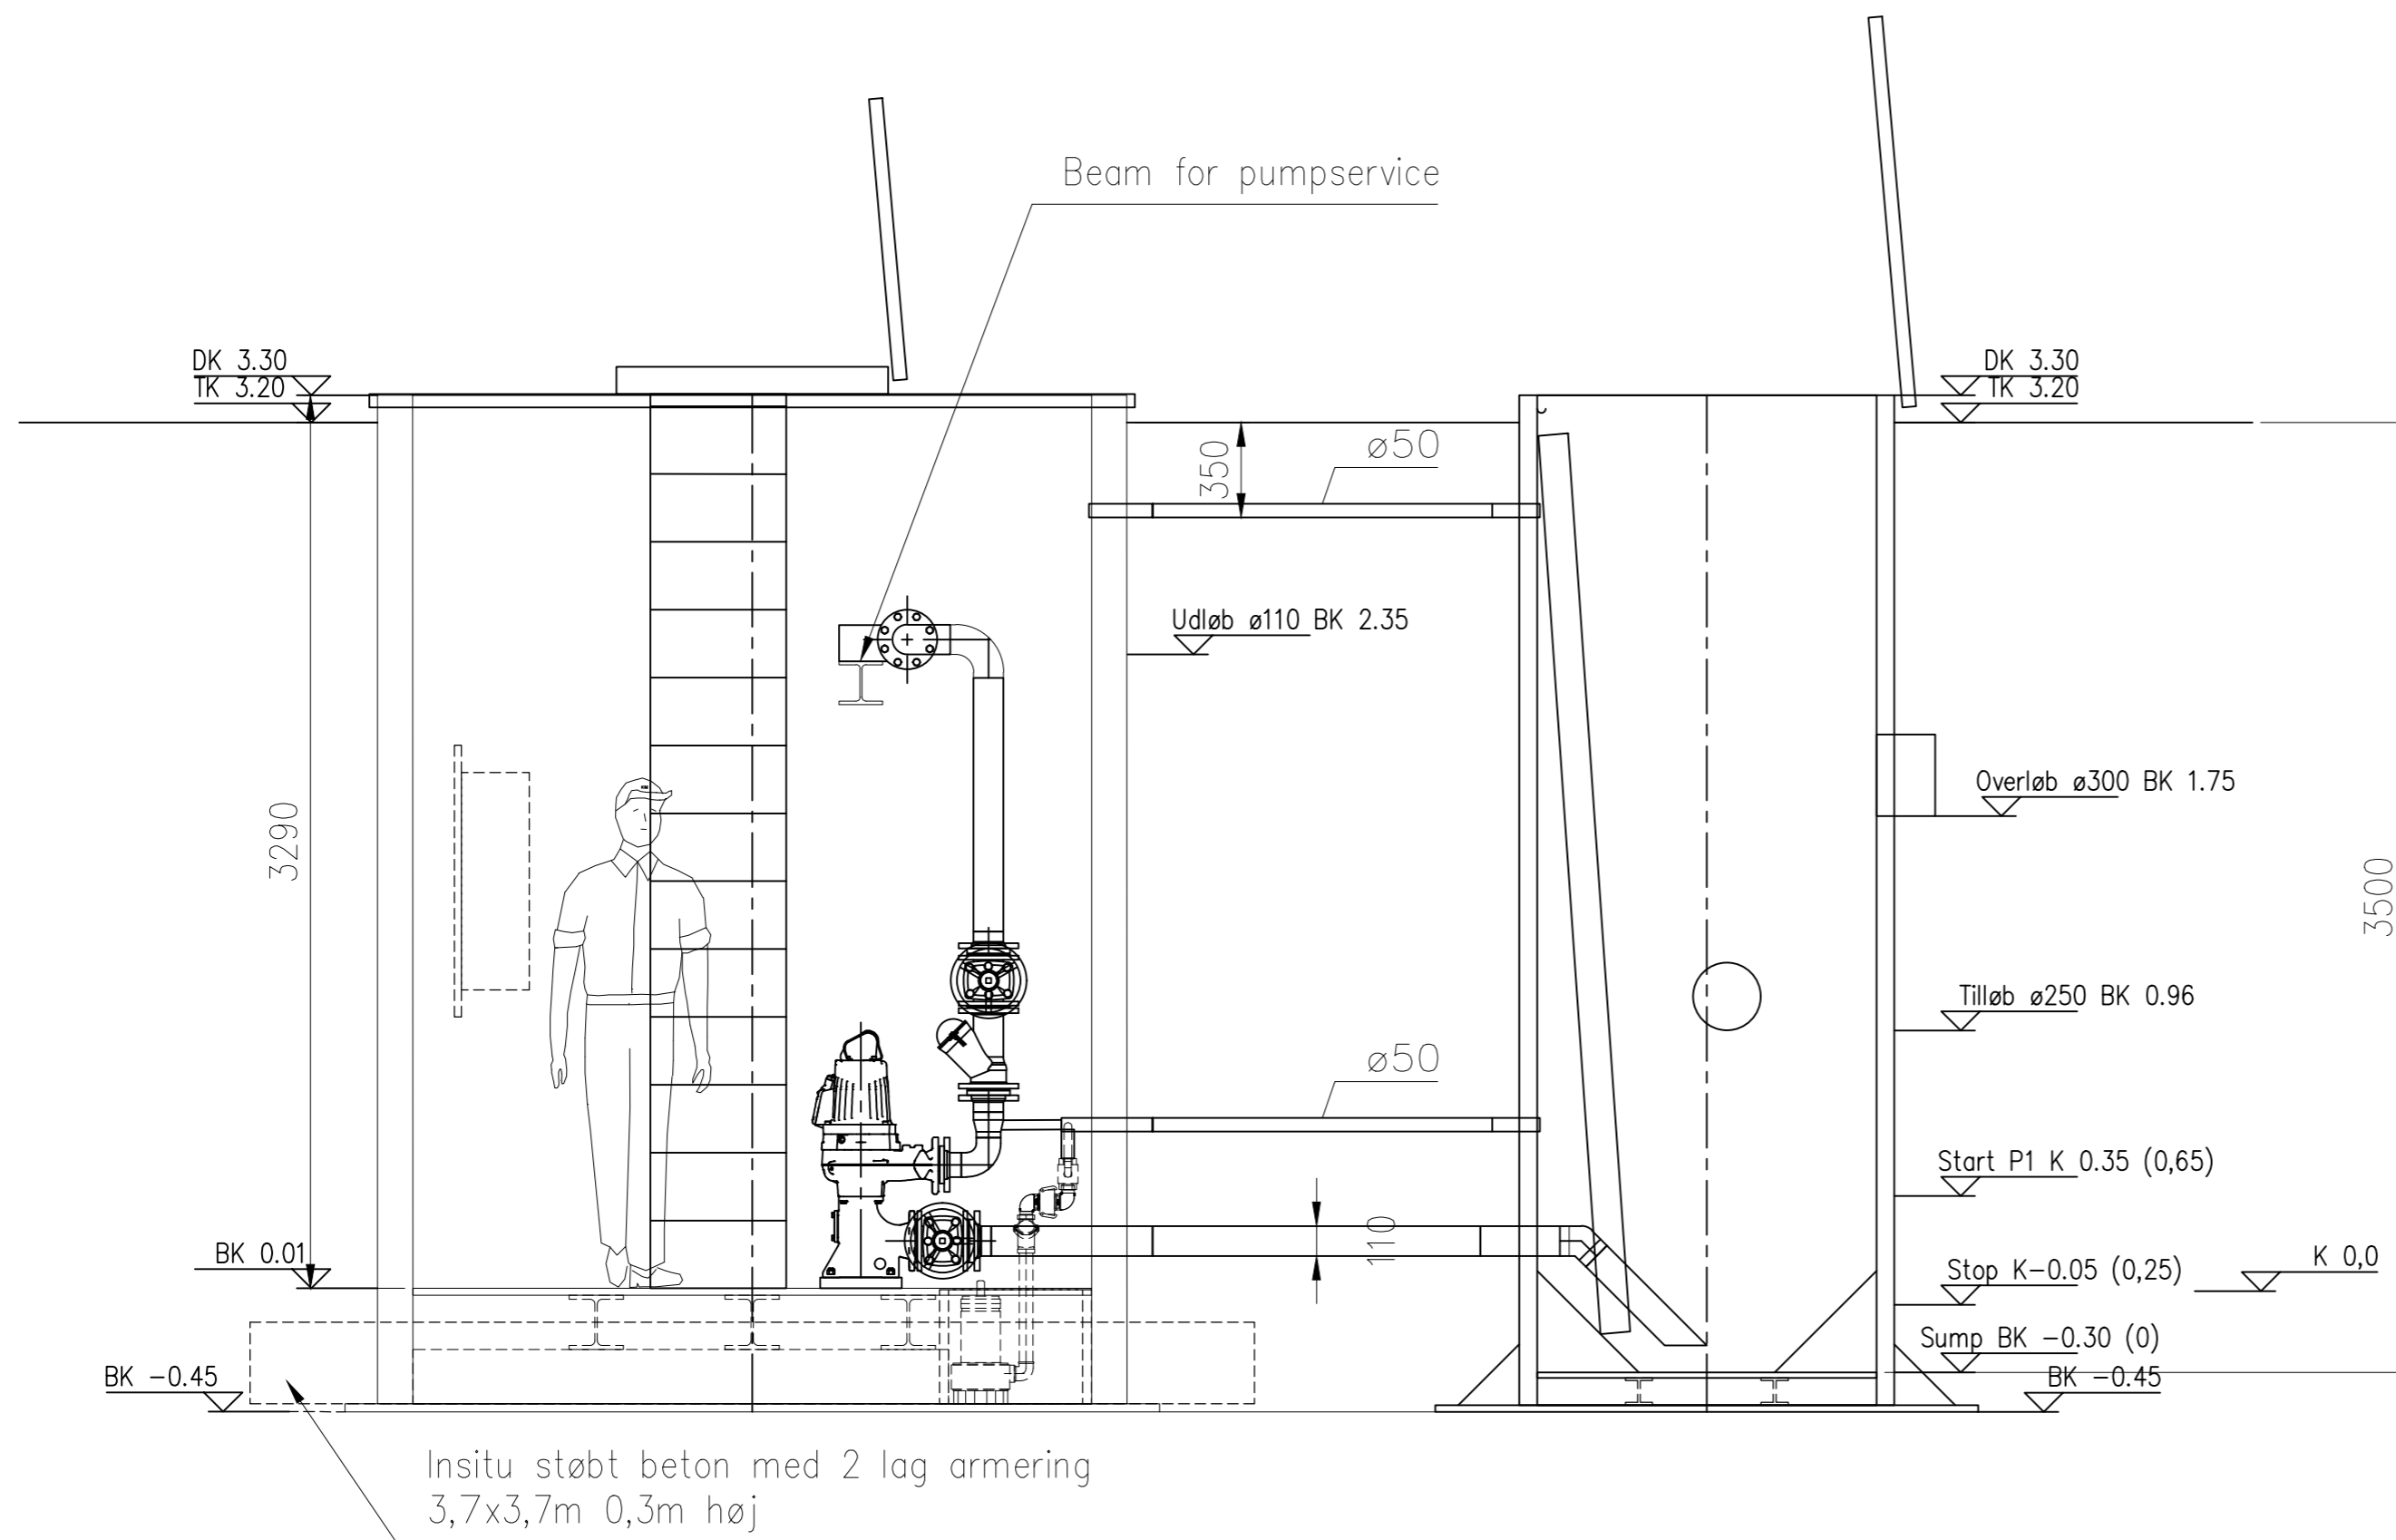 Beam for pumpservice
DK 3.30
TK 3.20
DK 3.30
TK 3.20
350
ø50
Udløb ø110 BK 2.35
Overløb ø300 BK 1.75
3290
3500
Tilløb ø250 BK 0.96
ø50
Start P1 K 0.35 (0,65)
110
BK 0.01
Stop K-0.05 (0,25)
K 0,0
Sump BK -0.30 (0)
BK -0.45
BK -0.45
Insitu støbt beton med 2 lag armering
3,7x3,7m 0,3m høj